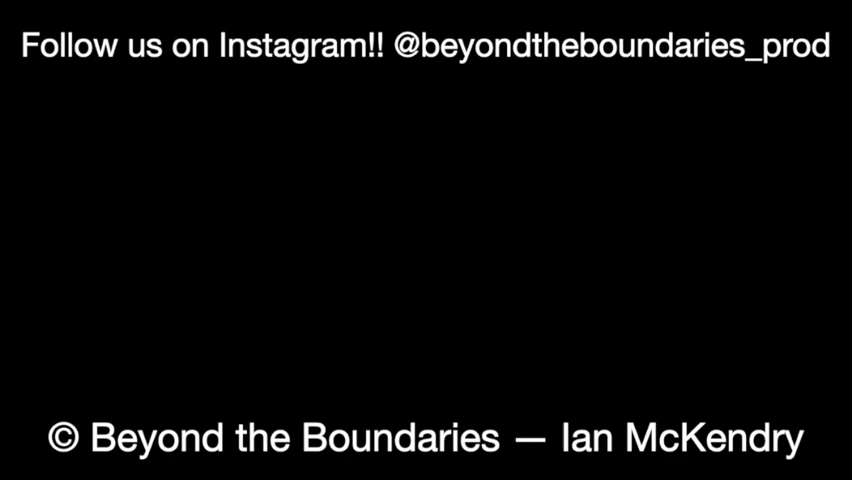 Follow us on Instagram!! @beyondtheboundaries_prod
© Beyond the Boundaries — Ian McKendry